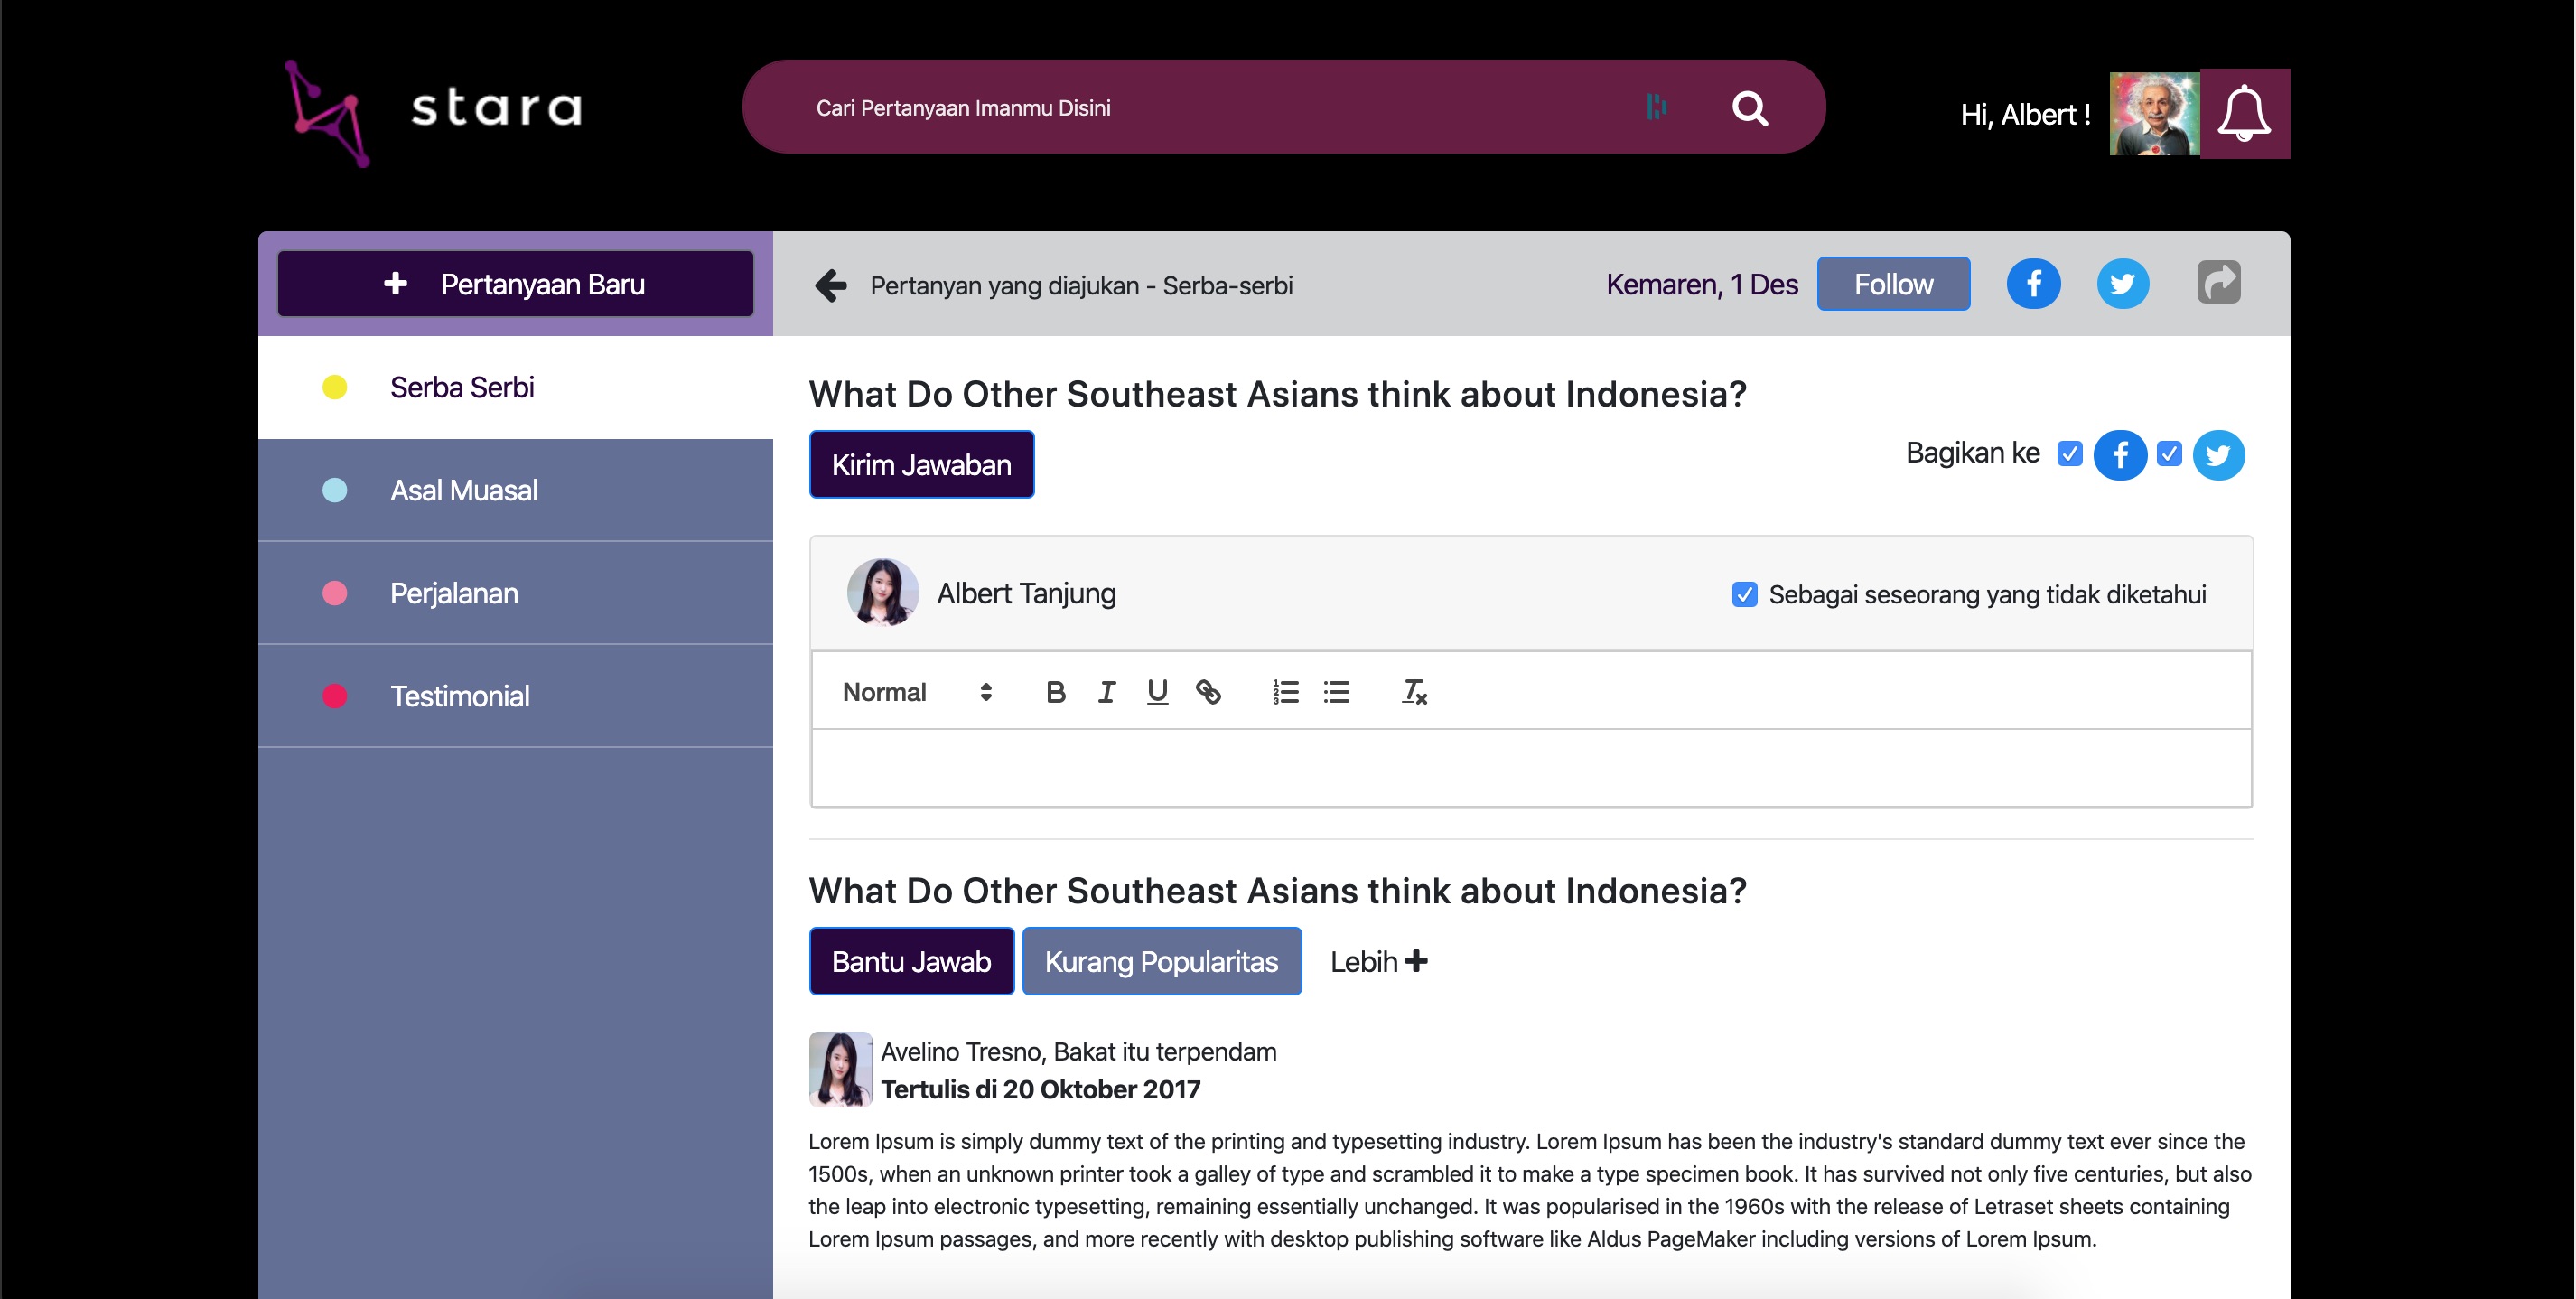 stara
Cari Pertanyaan Imanmu Disini
Hi, Albert !
Pertanyaan Baru
Pertanyan yang diajukan - Serba-serbi
Kemaren, 1 Des
Follow
Serba Serbi
Asal Muasal
Perjalanan
Testimonial
What Do Other Southeast Asians think about Indonesia?
Kirim Jawaban
Bagikan ke
Albert Tanjung
Sebagai seseorang yang tidak diketahui
Normal
What Do Other Southeast Asians think about Indonesia?
Bantu Jawab
Kurang Popularitas
Lebih
Avelino Tresno, Bakat itu terpendam
Tertulis di 20 Oktober 2017
Lorem Ipsum is simply dummy text of the printing and typesetting industry. Lorem Ipsum has been the industry's standard dummy text ever since the
1500s, when an unknown printer took a galley of type and scrambled it to make a type specimen book. It has survived not only five centuries, but also
the leap into electronic typesetting, remaining essentially unchanged. It was popularised in the 1960s with the release of Letraset sheets containing
Lorem Ipsum passages, and more recently with desktop publishing software like Aldus PageMaker including versions of Lorem Ipsum.